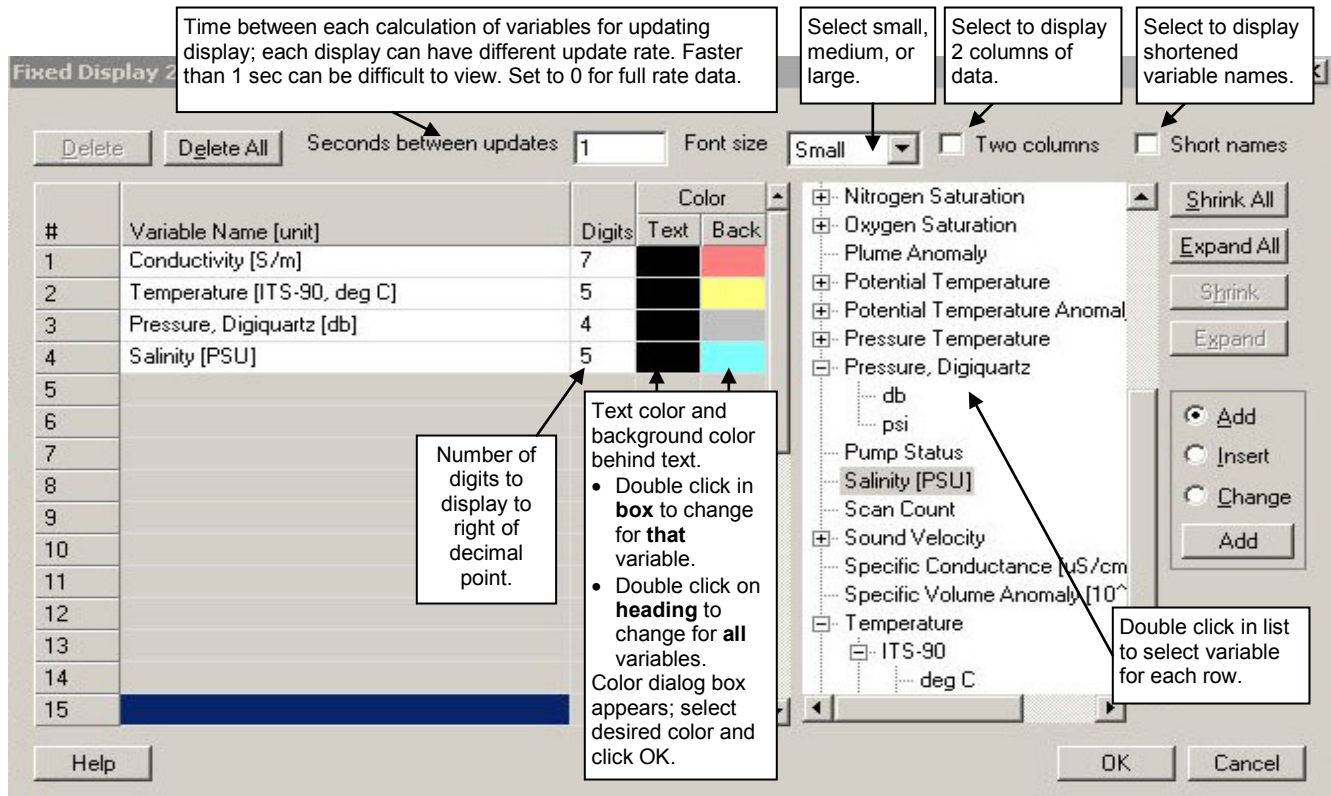 Time between each calculation of variables for updating
display; each display can have different update rate. Faster
than 1 sec can be difficult to view. Set to 0 for full rate data.
Select small,
medium, or
large.
Select to display
2 columns of
data.
Select to display
shortened
variable names.
Fixed Display 2
Delete
Delete All
Seconds between updates
1
Font size
Small
Two columns
Short names
# Variable Name [unit] Digits Color
Text Back
1 Conductivity [S/m] 7
2 Temperature [ITS-90, deg C] 5
3 Pressure, Digiquartz [db] 4
4 Salinity [PSU] 5
5
6
7
8
9
10
11
12
13
14
15
Number of
digits to
display to
right of
decimal
point.
Text color and
background color
behind text.
• Double click in
box to change
for that
variable.
• Double click on
heading to
change for all
variables.
Color dialog box
appears; select
desired color and
click OK.
Nitrogen Saturation
Oxygen Saturation
Plume Anomaly
Potential Temperature
Potential Temperature Anomal
Pressure Temperature
Pressure, Digiquartz
db
psi
Pump Status
Salinity [PSU]
Scan Count
Sound Velocity
Specific Conductance [uS/cm
Specific Volume Anomaly [10^
Temperature
ITS-90
deg C
Double click in list
to select variable
for each row.
Shrink All
Expand All
Shrink
Expand
Add
Insert
Change
Add
Help
OK
Cancel